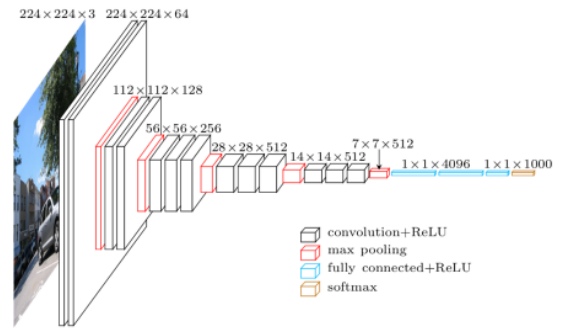 224×224×3
224×224×64
112×112×128
56×56×256
28×28×512
14×14×512
7×7×512
1×1×4096
1×1×1000
convolution+ReLU
max pooling
fully connected+ReLU
softmax